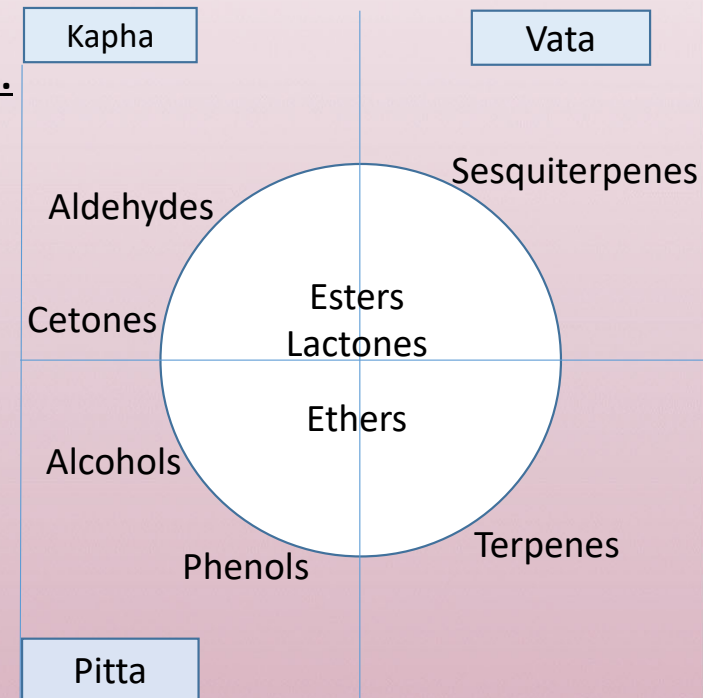 Kapha
Vata
.
Sesquiterpenes
Aldehydes
Esters
Cetones
Lactones
Ethers
Alcohols
Terpenes
Phenols
Pitta